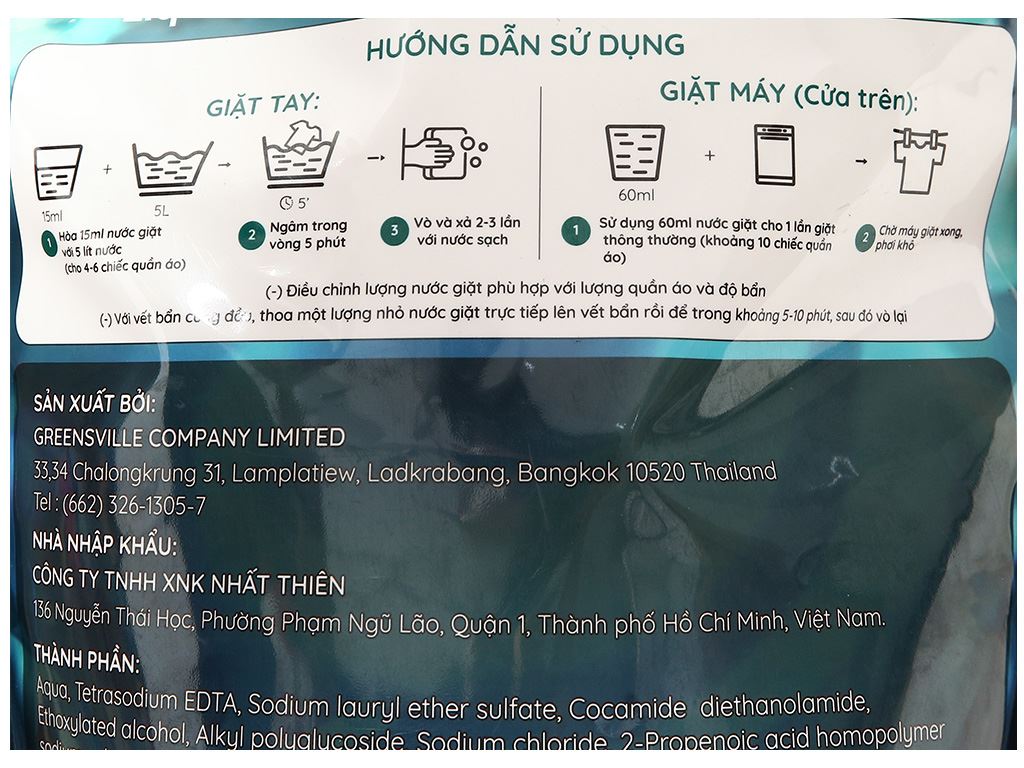 HƯỚNG DẪN SỬ DỤNG
GIẶT TAY:
15ml
+
5L
5'
1 Hòa 15ml nước giặt
với 5 lít nước
(cho 4-6 chiếc quần áo)
2 Ngâm trong
vòng 5 phút
3 Vò và xả 2-3 lần
với nước sạch
GIẶT MÁY (Cửa trên):
60ml
+
1 Sử dụng 60ml nước giặt cho 1 lần giặt
thông thường (khoảng 10 chiếc quần
áo)
2 Chờ máy giặt xong,
phơi khô
(-) Điều chỉnh lượng nước giặt phù hợp với lượng quần áo và độ bẩn
(-) Với vết bẩn cứng đầu, thoa một lượng nhỏ nước giặt trực tiếp lên vết bẩn rồi để trong khoảng 5-10 phút, sau đó vò lại
SẢN XUẤT BỞI:
GREENSVILLE COMPANY LIMITED
33,34 Chalongkrung 31, Lamplatiew, Ladkrabang, Bangkok 10520 Thailand
Tel : (662) 326-1305-7
NHÀ NHẬP KHẨU:
CÔNG TY TNHH XNK NHẤT THIÊN
136 Nguyễn Thái Học, Phường Phạm Ngũ Lão, Quận 1, Thành phố Hồ Chí Minh, Việt Nam.
THÀNH PHẦN:
Aqua, Tetrasodium EDTA, Sodium lauryl ether sulfate, Cocamide diethanolamide,
Ethoxylated alcohol, Alkyl polyglycoside, Sodium chloride, 2-Propenoic acid homopolymer